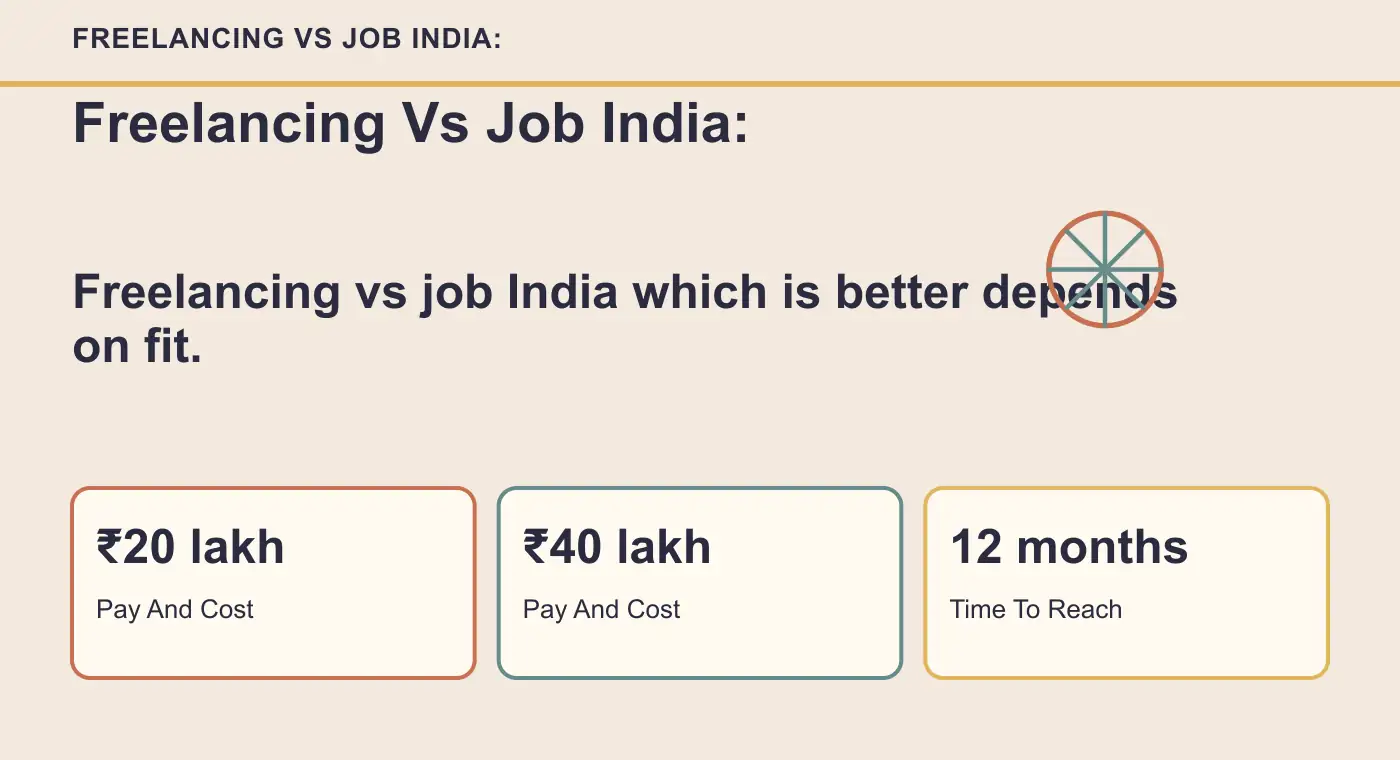 FREELANCING VS JOB INDIA:
Freelancing Vs Job India:
Freelancing vs job India which is better depends
on fit.
₹20 lakh
Pay And Cost
₹40 lakh
Pay And Cost
12 months
Time To Reach